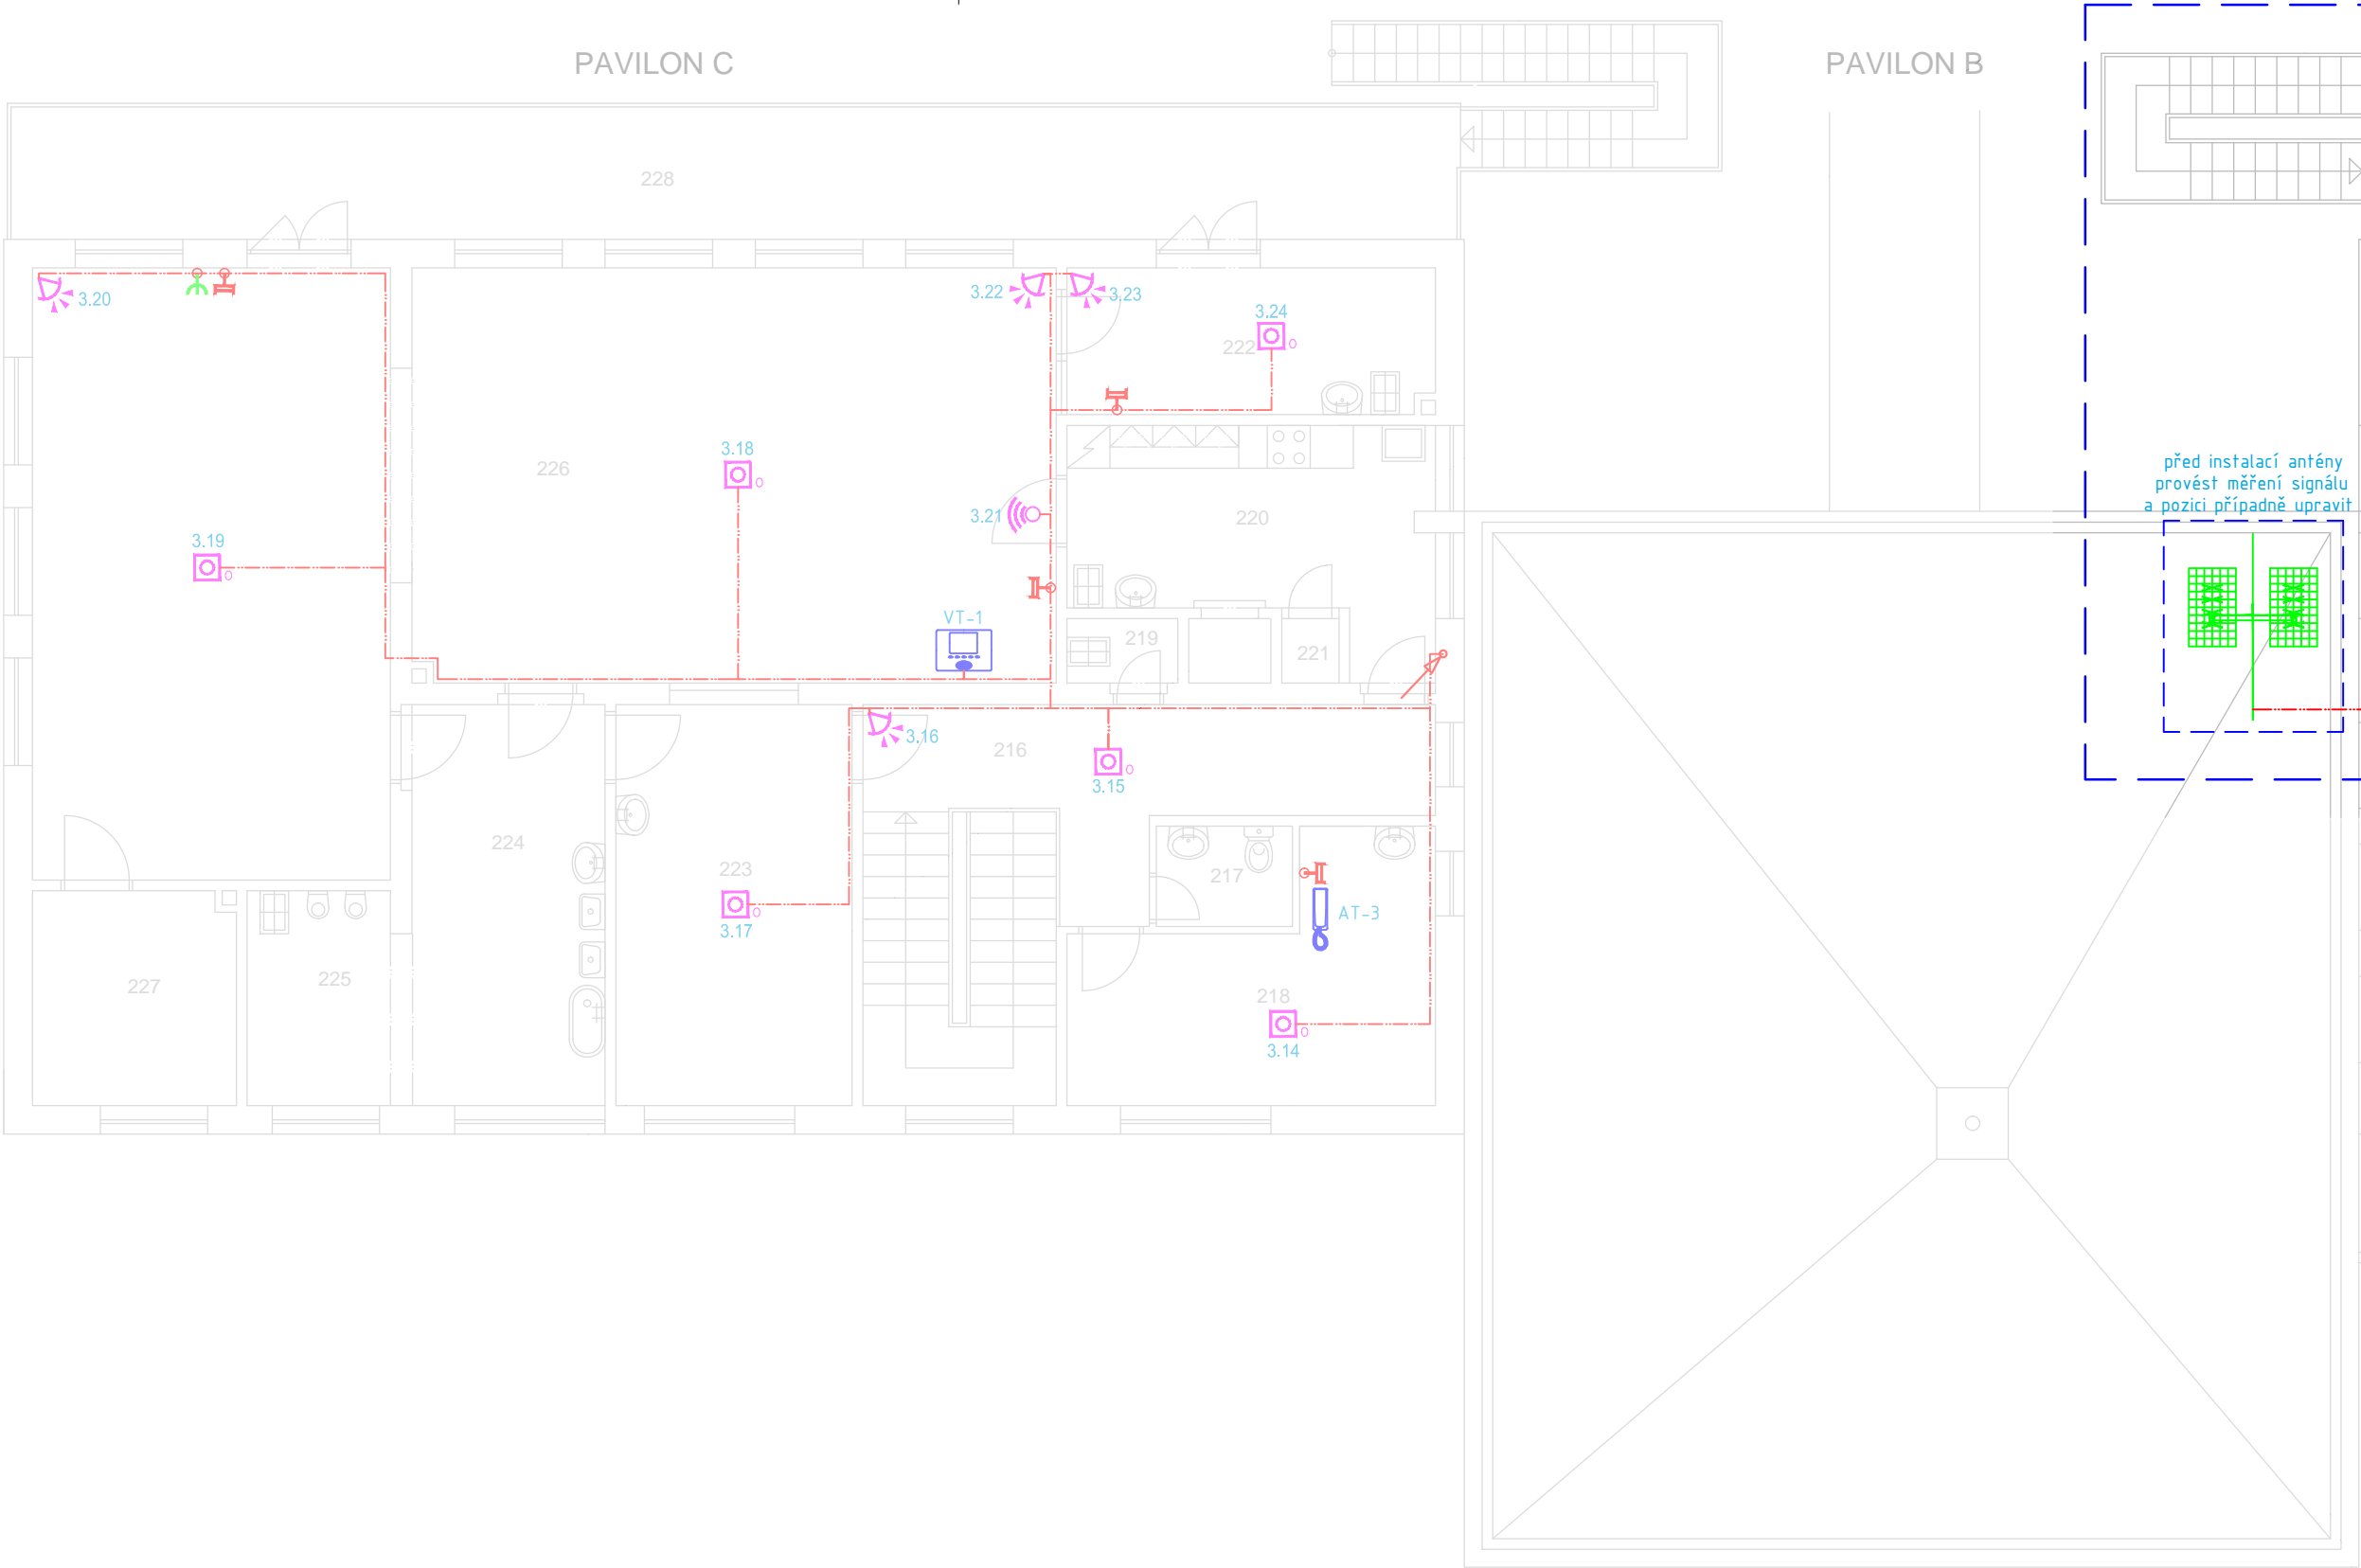 PAVILON C
PAVILON B
228
3.20
3.22
3.23
3.24
O
222
3.18
226
O
3.21
220
3.19
O
VT-1
219
221
před instalací antény
provést měření signálu
a pozici případně upravit
3.16
216
O
3.15
224
223
217
O
3.17
AT-3
227
225
218
O
3.14